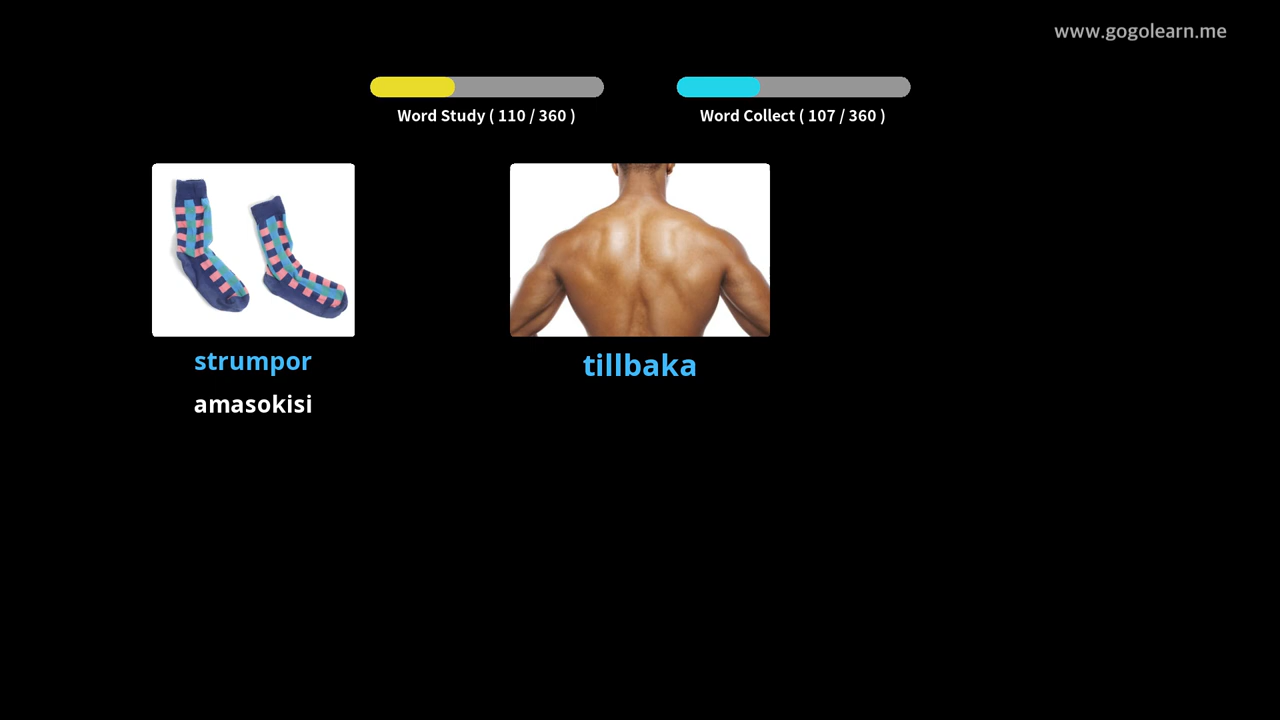 www.gogolearn.me
Word Study ( 110 / 360 )
Word Collect ( 107 / 360 )
strumpor
tillbaka
amasokisi